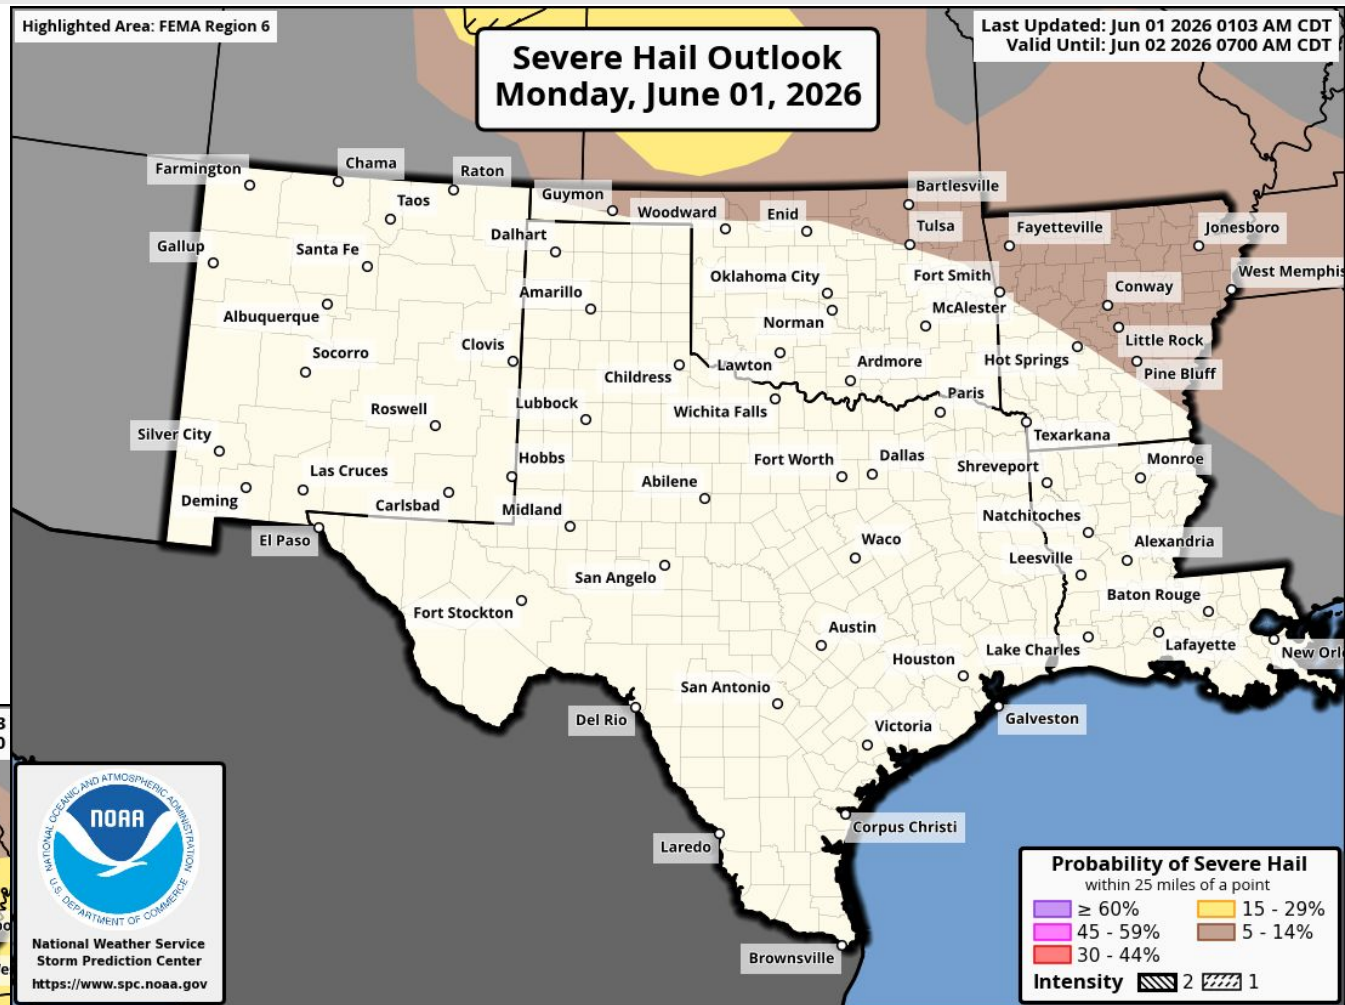 Highlighted Area: FEMA Region 6
Severe Hail Outlook
Monday, June 01, 2026
Last Updated: Jun 01 2026 0103 AM CDT
Valid Until: Jun 02 2026 0700 AM CDT
Farmington
Chama
Raton
Taos
Guymon
Woodward
Enid
Bartlesville
Tulsa
Fayetteville
Jonesboro
Gallup
Santa Fe
Dalhart
Oklahoma City
Fort Smith
West Memphis
Amarillo
Albuquerque
Norman
McAlester
Conway
Little Rock
Socorro
Clovis
Childress
Lawton
Ardmore
Hot Springs
Pine Bluff
Roswell
Lubbock
Wichita Falls
Paris
Silver City
Texarkana
Las Cruces
Hobbs
Fort Worth
Dallas
Shreveport
Monroe
Deming
Carlsbad
Midland
Abilene
Natchitoches
El Paso
Waco
Alexandria
San Angelo
Leesville
Fort Stockton
Baton Rouge
Austin
Houston
Lake Charles
Lafayette
New Orl
San Antonio
Del Rio
Victoria
Galveston
Corpus Christi
Laredo
Brownsville
NATIONAL OCEANIC AND ATMOSPHERIC ADMINISTRATION
NOAA
U.S. DEPARTMENT OF COMMERCE
National Weather Service
Storm Prediction Center
https://www.spc.noaa.gov
Probability of Severe Hail
within 25 miles of a point
≥ 60%
15 - 29%
45 - 59%
5 - 14%
30 - 44%
Intensity 2 1